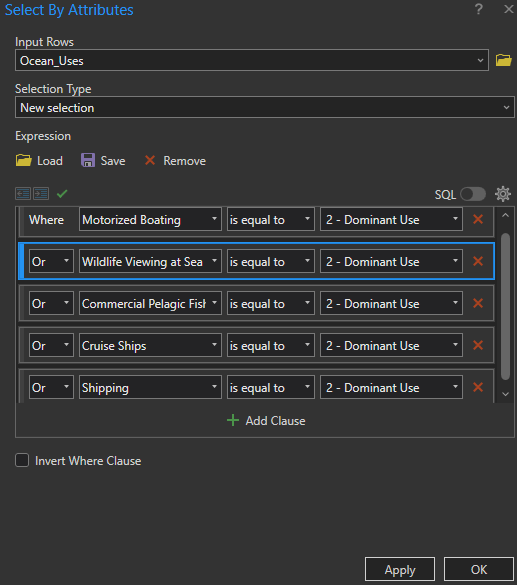 Select By Attributes ? ×
Input Rows
Ocean_Uses
Selection Type
New selection
Expression
Load Save Remove
SQL
Where Motorized Boating is equal to 2 - Dominant Use
Or Wildlife Viewing at Sea is equal to 2 - Dominant Use
Or Commercial Pelagic Fish is equal to 2 - Dominant Use
Or Cruise Ships is equal to 2 - Dominant Use
Or Shipping is equal to 2 - Dominant Use
Add Clause
Invert Where Clause
Apply OK